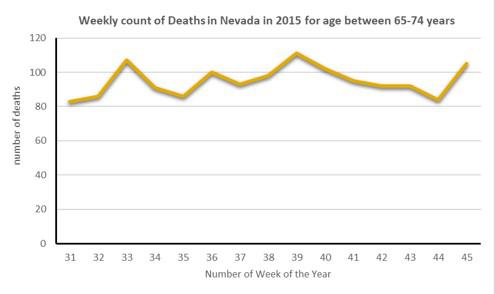 Weekly count of Deaths in Nevada in 2015 for age between 65-74 years
120
100
80
60
40
20
0
number of deaths
31 32 33 34 35 36 37 38 39 40 41 42 43 44 45
Number of Week of the Year